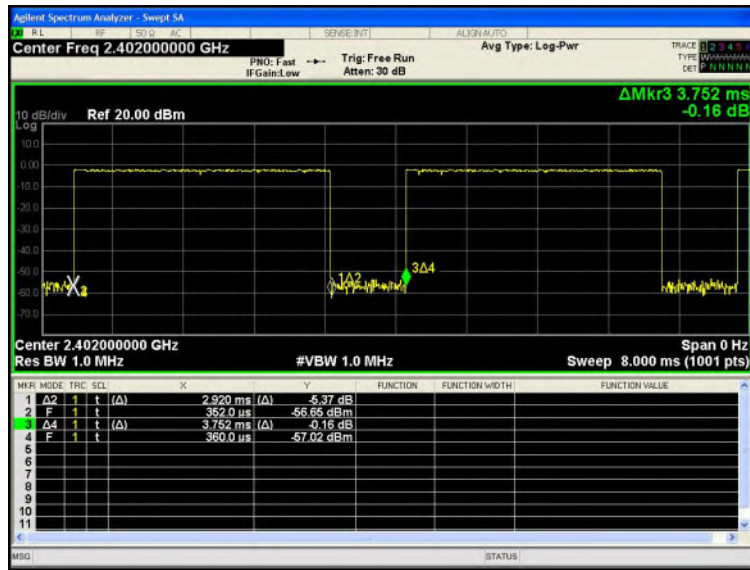 Agilent Spectrum Analyzer - Swept SA
RL RF 50 Ω AC SENSE:INT ALIGN AUTO
Center Freq 2.402000000 GHz
PNO: Fast
IFGain:Low
Trig: Free Run
Atten: 30 dB
Avg Type: Log-Pwr
TRACE 1 2 3 4 5
TYPE
DET P N N N N
ΔMkr3 3.752 ms
-0.16 dB
10 dB/div Ref 20.00 dBm
Log
10.0
0.00
-10.0
-20.0
-30.0
-40.0
-50.0
-60.0
-70.0
1Δ2
3Δ4
Center 2.402000000 GHz
Span 0 Hz
Res BW 1.0 MHz
#VBW 1.0 MHz
Sweep 8.000 ms (1001 pts)
MKR MODE TRC SCL X Y FUNCTION FUNCTION WIDTH FUNCTION VALUE
1 Δ2 1 t (Δ) 2.920 ms (Δ) -5.37 dB
2 F 1 t 352.0 µs -56.65 dBm
3 Δ4 1 t (Δ) 3.752 ms (Δ) -0.16 dB
4 F 1 t 360.0 µs -57.02 dBm
5
6
7
8
9
10
11
MSG STATUS